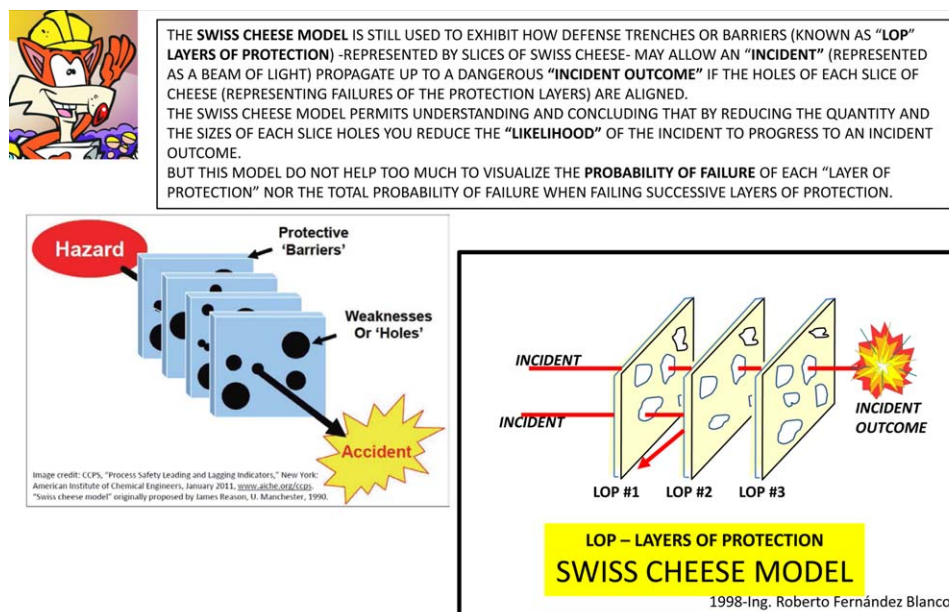 THE SWISS CHEESE MODEL IS STILL USED TO EXHIBIT HOW DEFENSE TRENCHES OR BARRIERS (KNOWN AS “LOP”
LAYERS OF PROTECTION) -REPRESENTED BY SLICES OF SWISS CHEESE- MAY ALLOW AN “INCIDENT” (REPRESENTED
AS A BEAM OF LIGHT) PROPAGATE UP TO A DANGEROUS “INCIDENT OUTCOME” IF THE HOLES OF EACH SLICE OF
CHEESE (REPRESENTING FAILURES OF THE PROTECTION LAYERS) ARE ALIGNED.
THE SWISS CHEESE MODEL PERMITS UNDERSTANDING AND CONCLUDING THAT BY REDUCING THE QUANTITY AND
THE SIZES OF EACH SLICE HOLES YOU REDUCE THE “LIKELIHOOD” OF THE INCIDENT TO PROGRESS TO AN INCIDENT
OUTCOME.
BUT THIS MODEL DO NOT HELP TOO MUCH TO VISUALIZE THE PROBABILITY OF FAILURE OF EACH “LAYER OF
PROTECTION” NOR THE TOTAL PROBABILITY OF FAILURE WHEN FAILING SUCCESSIVE LAYERS OF PROTECTION.
Hazard
Protective
‘Barriers’
Weaknesses
Or ‘Holes’
Accident
Image credit: CCPS, “Process Safety Leading and Lagging Indicators,” New York:
American Institute of Chemical Engineers, January 2011, www.aiche.org/ccps.
“Swiss cheese model” originally proposed by James Reason, U. Manchester, 1990.
INCIDENT
INCIDENT
INCIDENT
OUTCOME
LOP #1 LOP #2 LOP #3
LOP – LAYERS OF PROTECTION
SWISS CHEESE MODEL
1998-Ing. Roberto Fernández Blanco